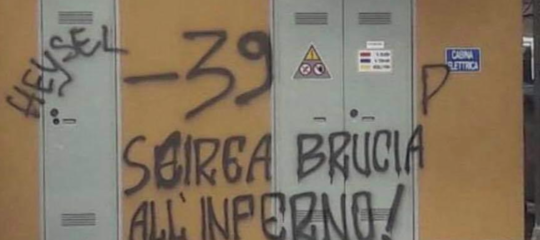 HEYSEL
-39
P
CABINA
ELETTRICA
SCIREA BRUCIA
ALL'INFERNO!